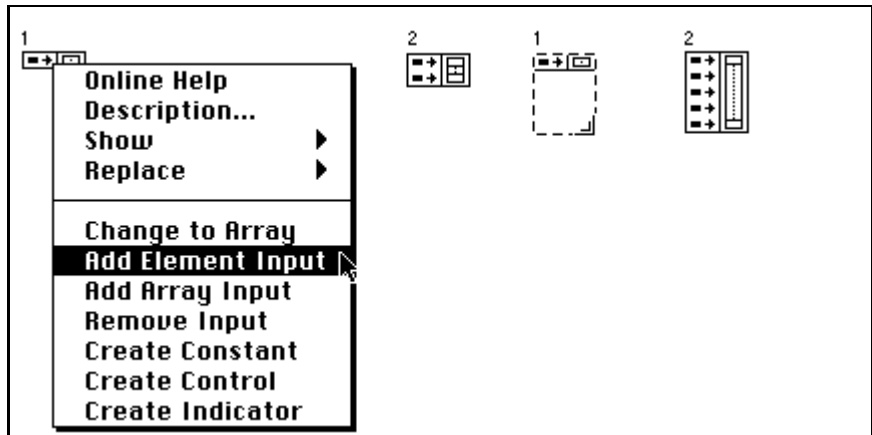 1
2
1
2
Online Help
Description...
Show
Replace
Change to Array
Add Element Input
Add Array Input
Remove Input
Create Constant
Create Control
Create Indicator